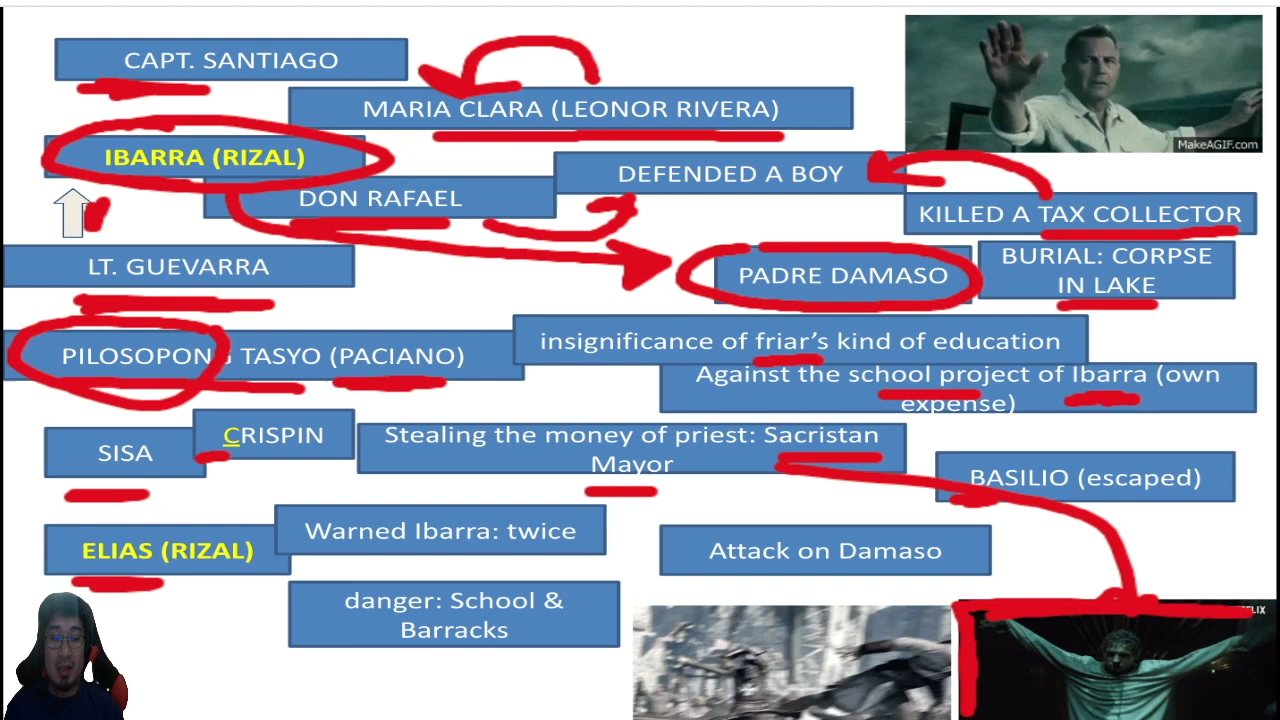 CAPT. SANTIAGO
MARIA CLARA (LEONOR RIVERA)
MakeAGIF.com
IBARRA (RIZAL)
DEFENDED A BOY
DON RAFAEL
KILLED A TAX COLLECTOR
LT. GUEVARRA
PADRE DAMASO
BURIAL: CORPSE
IN LAKE
PILOSOPONG TASYO (PACIANO)
insignificance of friar’s kind of education
Against the school project of Ibarra (own
expense)
SISA
CRISPIN
Stealing the money of priest: Sacristan
Mayor
BASILIO (escaped)
ELIAS (RIZAL)
Warned Ibarra: twice
Attack on Damaso
danger: School &
Barracks